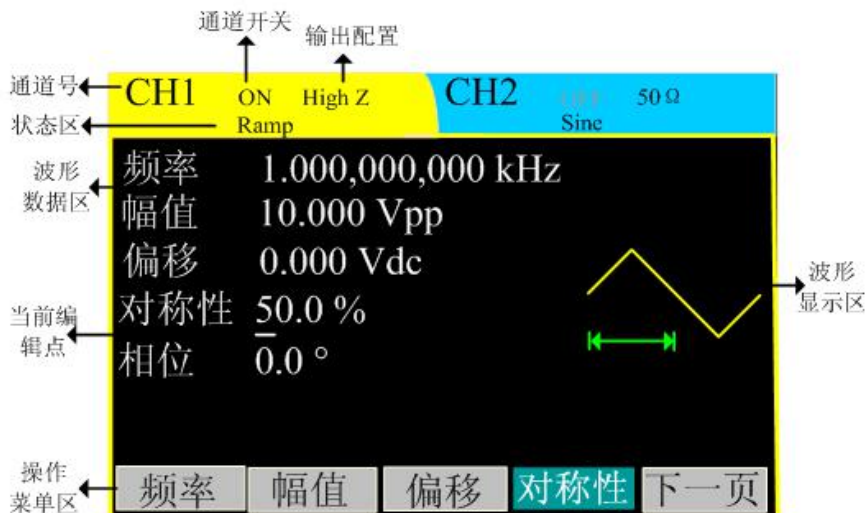 通道开关
输出配置
通道号
CH1 ON High Z
CH2 OFF 50 Ω
状态区
Ramp
Sine
波形
数据区
频率 1.000,000,000 kHz
幅值 10.000 Vpp
偏移 0.000 Vdc
对称性 50.0 %
相位 0.0 °
当前编
辑点
波形
显示区
操作
菜单区
频率 幅值 偏移 对称性 下一页